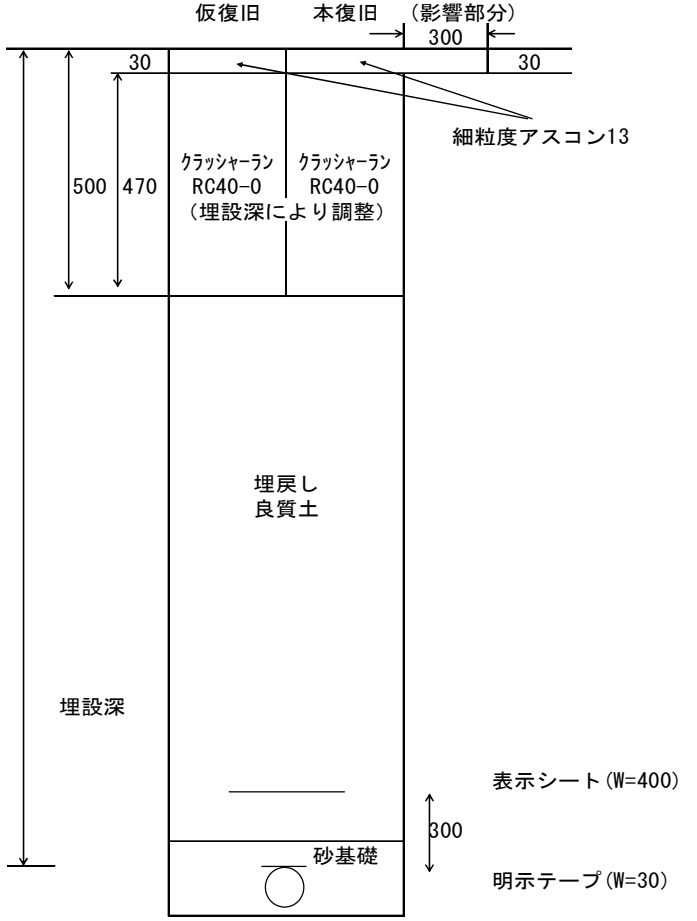 仮復旧 本復旧 (影響部分)
300
30 30
細粒度アスコン13
ｸﾗｯｼｬｰﾗﾝ ｸﾗｯｼｬｰﾗﾝ
RC40-0 RC40-0
(埋設深により調整)
500 470
埋戻し
良質土
埋設深
表示シート(W=400)
300
砂基礎
明示テープ(W=30)